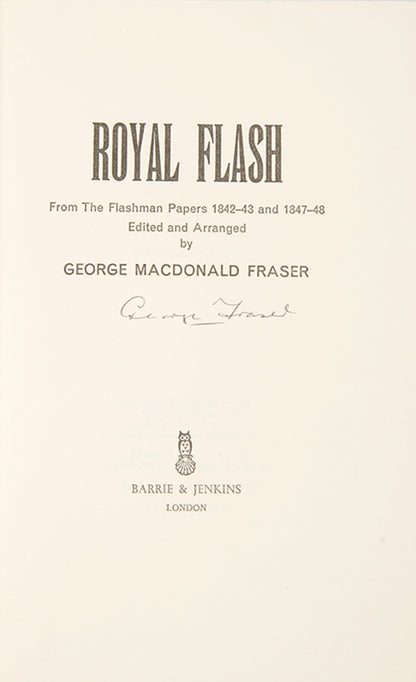 ROYAL FLASH
From The Flashman Papers 1842–43 and 1847–48
Edited and Arranged
by
GEORGE MACDONALD FRASER
George Fraser
BARRIE & JENKINS
LONDON